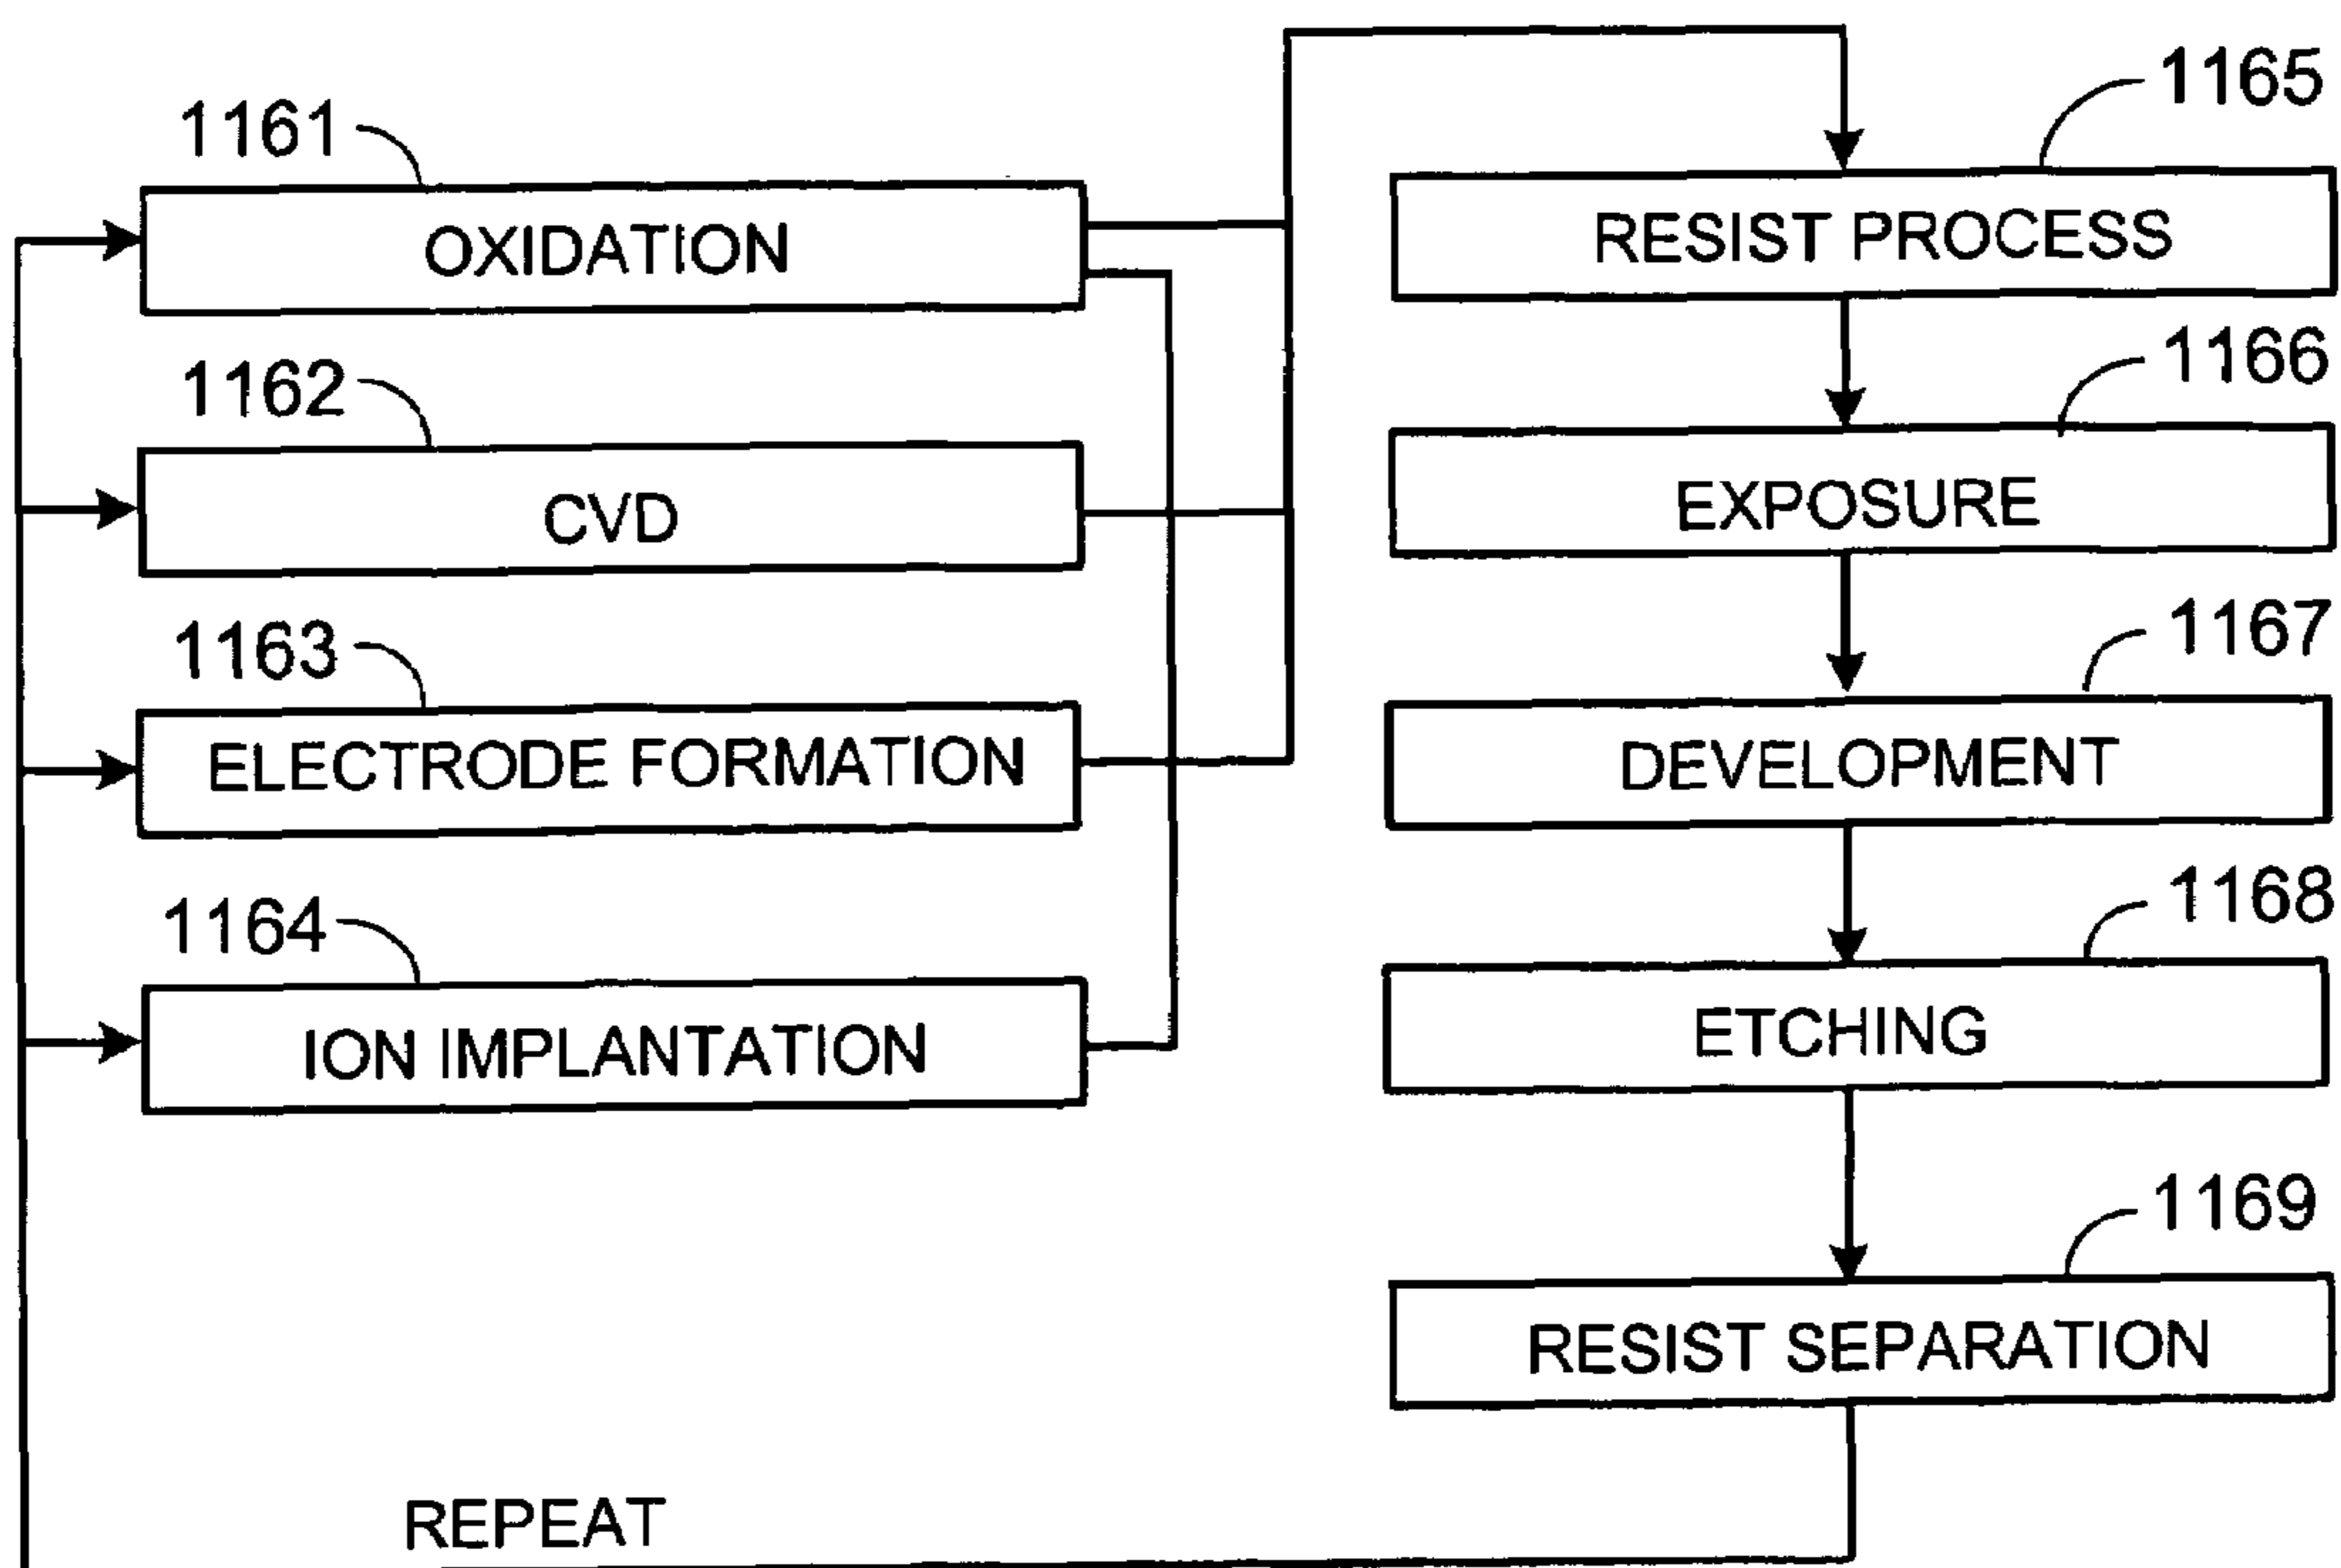 1161
OXIDATION
1162
CVD
1163
ELECTRODE FORMATION
1164
ION IMPLANTATION
1165
RESIST PROCESS
1166
EXPOSURE
1167
DEVELOPMENT
1168
ETCHING
1169
RESIST SEPARATION
REPEAT